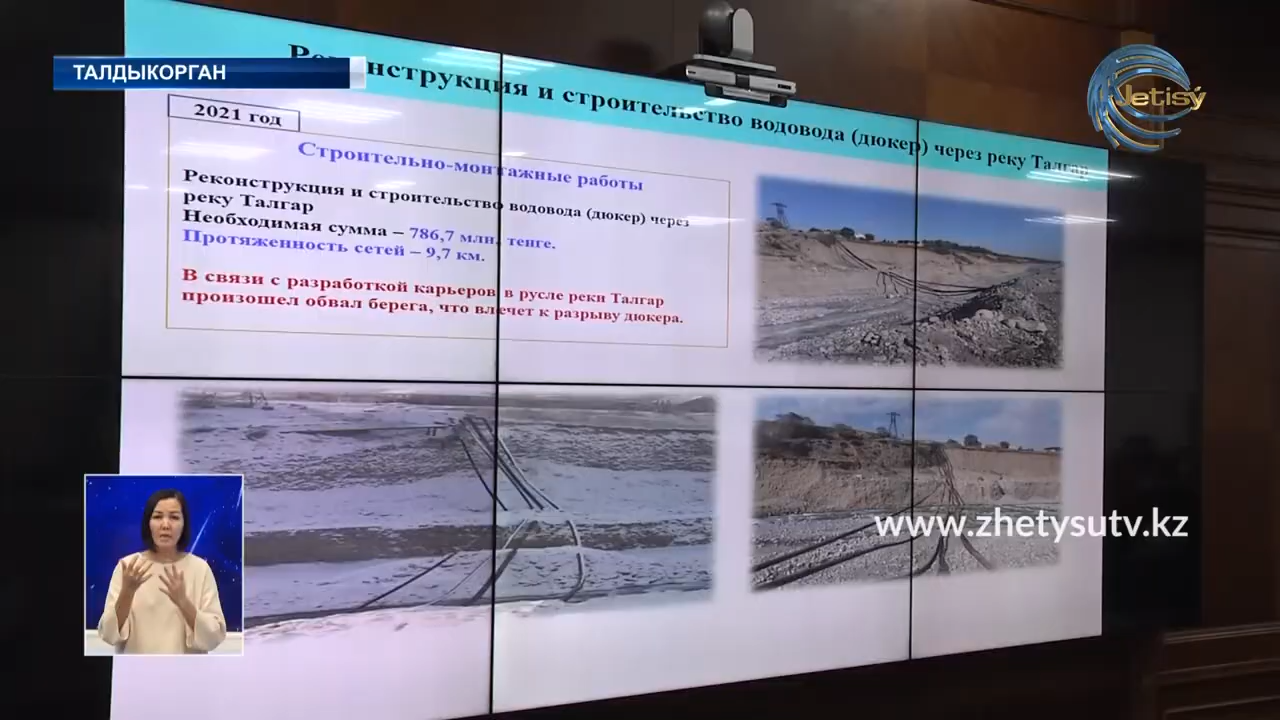 ТАЛДЫКОРГАН
Jetisý
Реконструкция и строительство водовода (дюкер) через реку Талгар
2021 год
Строительно-монтажные работы
Реконструкция и строительство водовода (дюкер) через
реку Талгар
Необходимая сумма – 786,7 млн. тенге.
Протяженность сетей – 9,7 км.
В связи с разработкой карьеров в русле реки Талгар
произошел обвал берега, что влечет к разрыву дюкера.
www.zhetysutv.kz